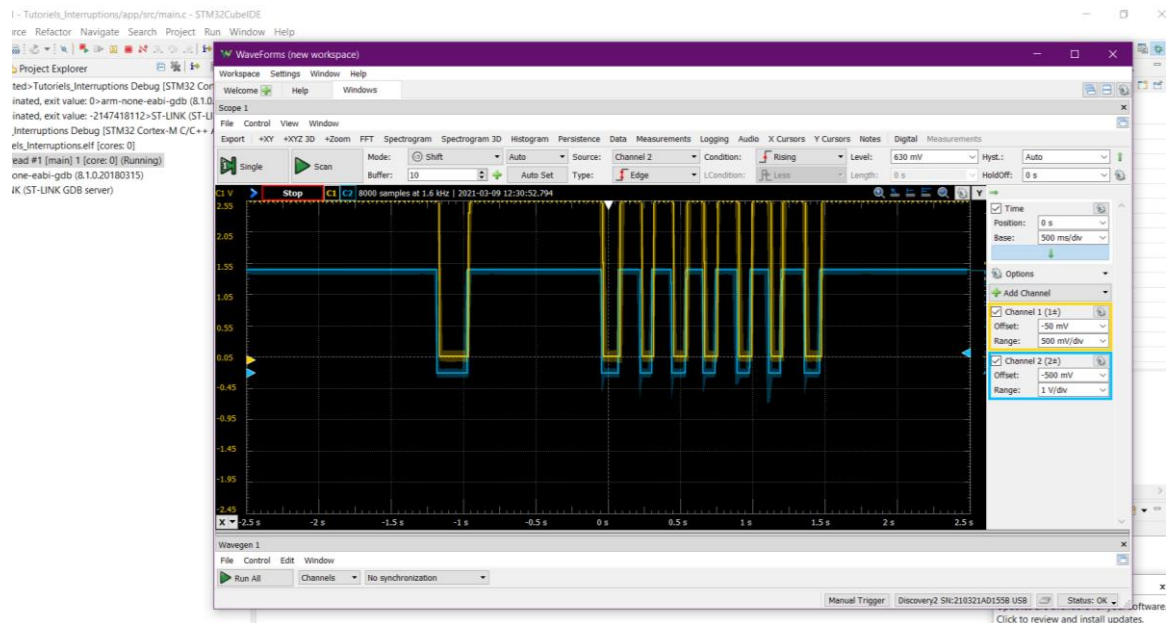 l - Tutoriels_Interruptions/app/src/main.c - STM32CubeIDE
rce Refactor Navigate Search Project Run Window Help
Project Explorer
ted>Tutoriels_Interruptions Debug [STM32 Cor
inated, exit value: 0>arm-none-eabi-gdb (8.1.0.
inated, exit value: -2147418112>ST-LINK (ST-LI
_Interruptions Debug [STM32 Cortex-M C/C++ A
els_Interruptions.elf [cores: 0]
ead #1 [main] 1 [core: 0] (Running)
one-eabi-gdb (8.1.0.20180315)
IK (ST-LINK GDB server)
WaveForms (new workspace)
Workspace Settings Window Help
Welcome Help Windows
Scope 1
File Control View Window
Export +XY +XYZ 3D +Zoom FFT Spectrogram Spectrogram 3D Histogram Persistence Data Measurements Logging Audio X Cursors Y Cursors Notes Digital Measurements
Single Scan Mode: Shift Auto Source: Channel 2 Condition: Rising Level: 630 mV Hyst.: Auto
Buffer: 10 Auto Set Type: Edge LCondition: Less Length: 0 s HoldOff: 0 s
C1 V Stop C1 C2 8000 samples at 1.6 kHz | 2021-03-09 12:30:52.794 Y
2.55
2.05
1.55
1.05
0.55
0.05
-0.45
-0.95
-1.45
-1.95
-2.45
X -2.5 s -2 s -1.5 s -1 s -0.5 s 0 s 0.5 s 1 s 1.5 s 2 s 2.5 s
Time
Position: 0 s
Base: 500 ms/div
Options
Add Channel
Channel 1 (1±)
Offset: -50 mV
Range: 500 mV/div
Channel 2 (2±)
Offset: -500 mV
Range: 1 V/div
Wavegen 1
File Control Edit Window
Run All Channels No synchronization
Manual Trigger Discovery2 SN:210321AD155B USB Status: OK
oftware.
Click to review and install updates.